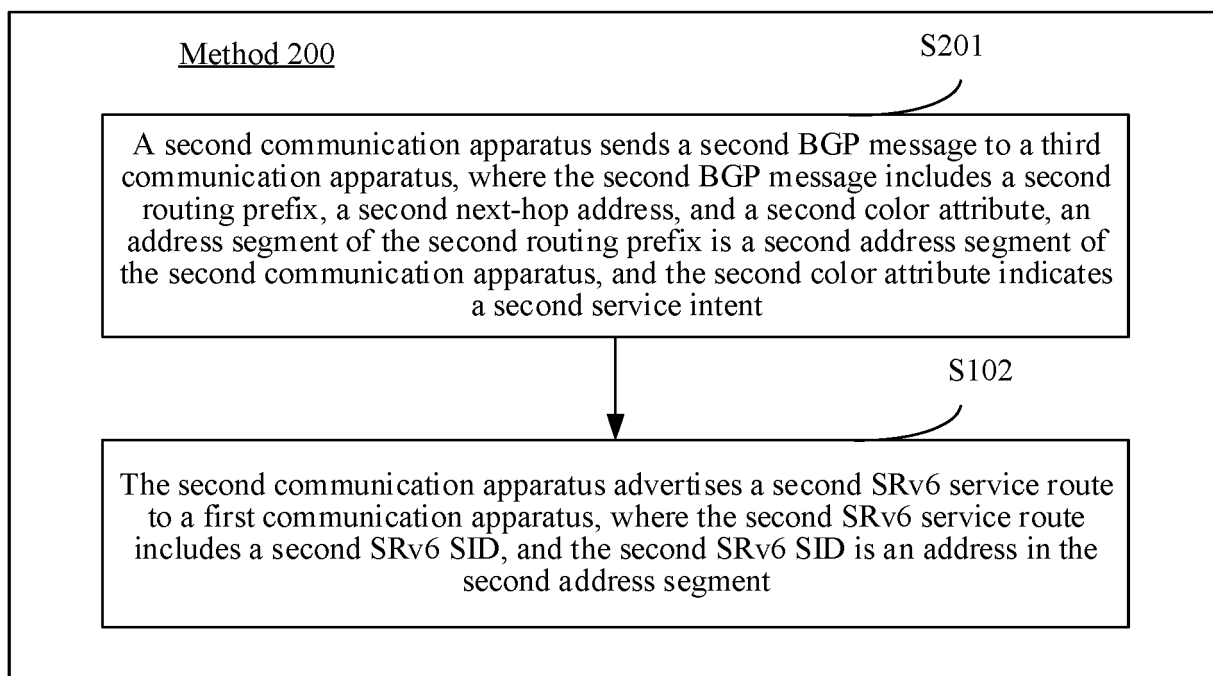 Method 200
S201
A second communication apparatus sends a second BGP message to a third
communication apparatus, where the second BGP message includes a second
routing prefix, a second next-hop address, and a second color attribute, an
address segment of the second routing prefix is a second address segment of
the second communication apparatus, and the second color attribute indicates
a second service intent
S102
The second communication apparatus advertises a second SRv6 service route
to a first communication apparatus, where the second SRv6 service route
includes a second SRv6 SID, and the second SRv6 SID is an address in the
second address segment